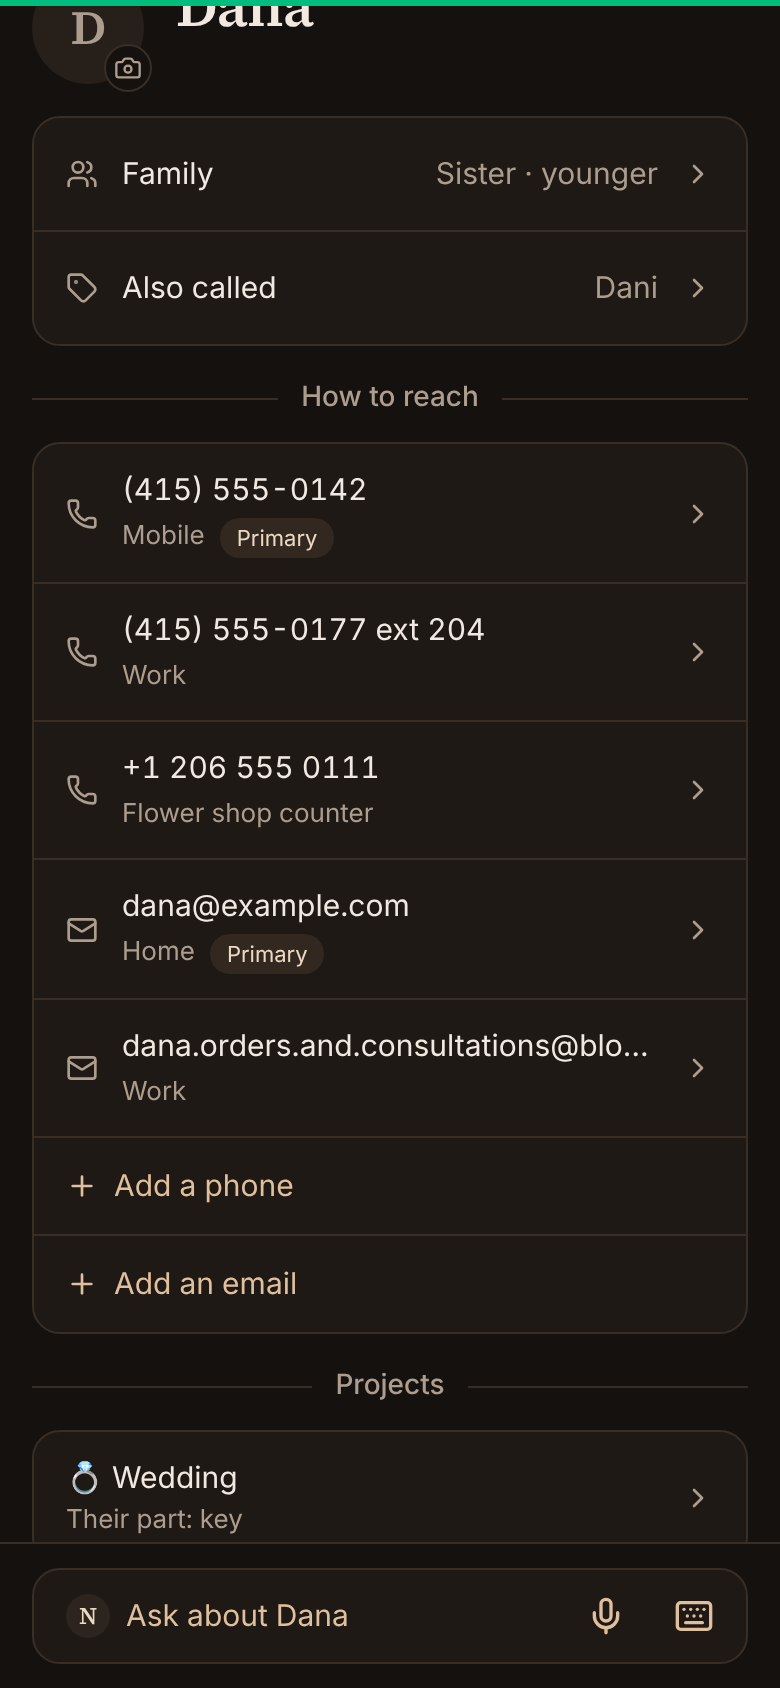 D
Dana
Family
Sister · younger
Also called
Dani
How to reach
(415) 555-0142
Mobile
Primary
(415) 555-0177 ext 204
Work
+1 206 555 0111
Flower shop counter
dana@example.com
Home
Primary
dana.orders.and.consultations@blo...
Work
Add a phone
Add an email
Projects
Wedding
Their part: key
N
Ask about Dana